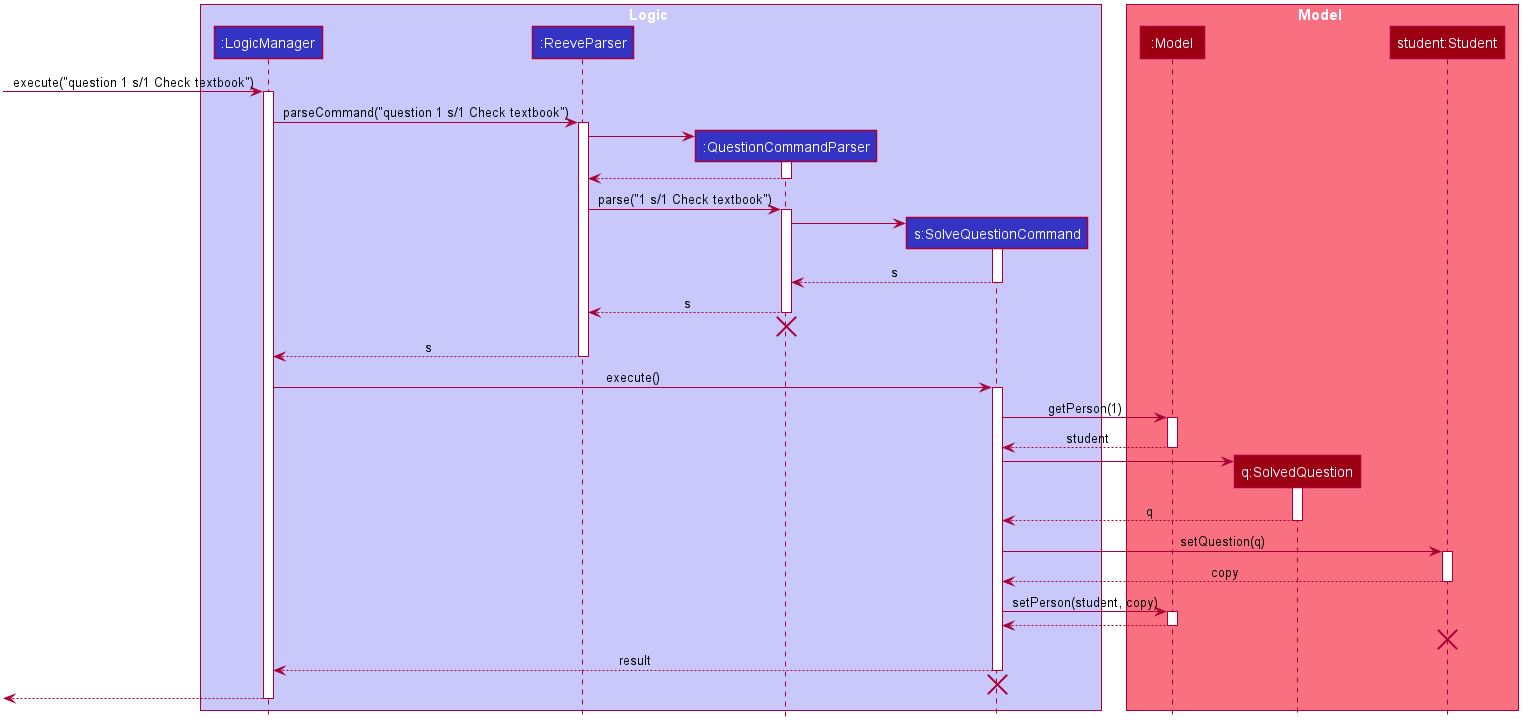 Logic
Model
:LogicManager
:ReeveParser
:Model
student:Student
execute("question 1 s/1 Check textbook")
parseCommand("question 1 s/1 Check textbook")
:QuestionCommandParser
parse("1 s/1 Check textbook")
s:SolveQuestionCommand
s
s
s
execute()
getPerson(1)
student
q:SolvedQuestion
q
setQuestion(q)
copy
setPerson(student, copy)
result